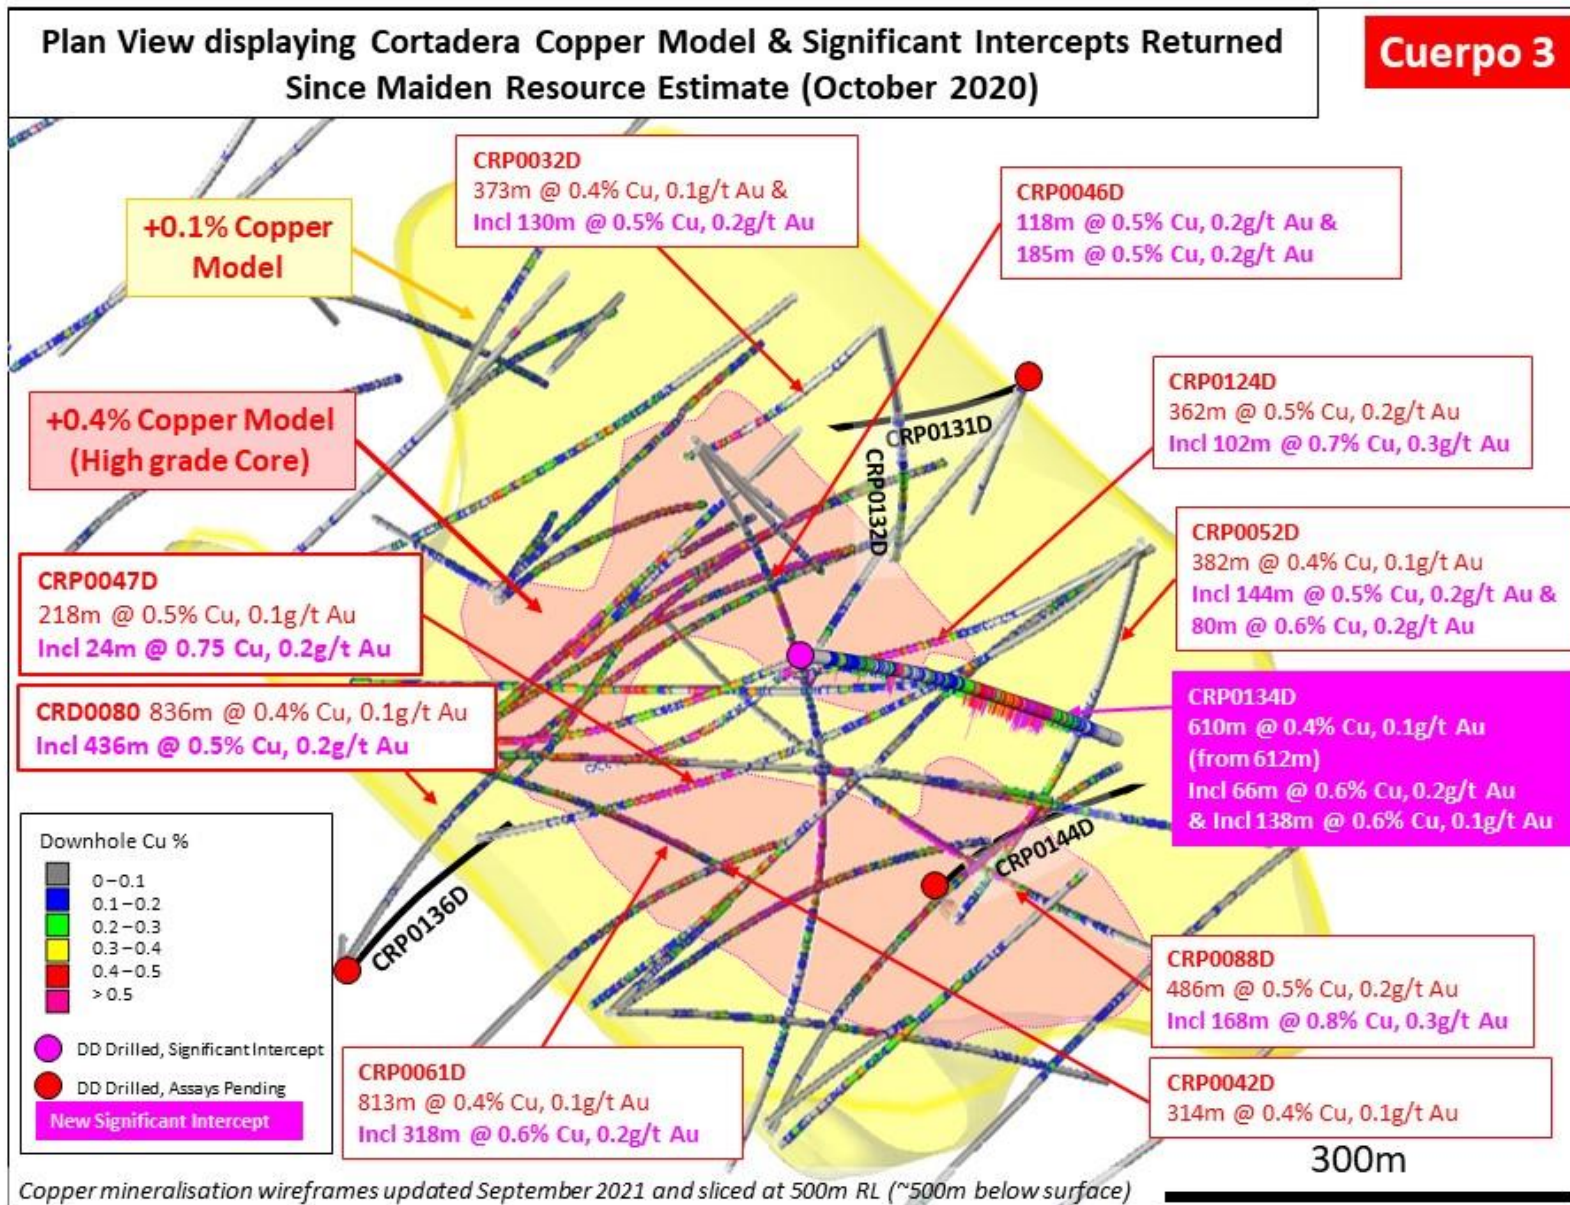 Plan View displaying Cortadera Copper Model & Significant Intercepts Returned
Since Maiden Resource Estimate (October 2020)
Cuerpo 3
CRP0032D
373m @ 0.4% Cu, 0.1g/t Au &
Incl 130m @ 0.5% Cu, 0.2g/t Au
CRP0046D
118m @ 0.5% Cu, 0.2g/t Au &
185m @ 0.5% Cu, 0.2g/t Au
+0.1% Copper
Model
CRP0124D
362m @ 0.5% Cu, 0.2g/t Au
Incl 102m @ 0.7% Cu, 0.3g/t Au
+0.4% Copper Model
(High grade Core)
CRP0131D
CRP0132D
CRP0052D
382m @ 0.4% Cu, 0.1g/t Au
Incl 144m @ 0.5% Cu, 0.2g/t Au &
80m @ 0.6% Cu, 0.2g/t Au
CRP0047D
218m @ 0.5% Cu, 0.1g/t Au
Incl 24m @ 0.75 Cu, 0.2g/t Au
CRD0080 836m @ 0.4% Cu, 0.1g/t Au
Incl 436m @ 0.5% Cu, 0.2g/t Au
CRP0134D
610m @ 0.4% Cu, 0.1g/t Au
(from 612m)
Incl 66m @ 0.6% Cu, 0.2g/t Au
& Incl 138m @ 0.6% Cu, 0.1g/t Au
CRP0144D
CRP0136D
Downhole Cu %
0–0.1
0.1–0.2
0.2–0.3
0.3–0.4
0.4–0.5
> 0.5
DD Drilled, Significant Intercept
DD Drilled, Assays Pending
New Significant Intercept
CRP0088D
486m @ 0.5% Cu, 0.2g/t Au
Incl 168m @ 0.8% Cu, 0.3g/t Au
CRP0061D
813m @ 0.4% Cu, 0.1g/t Au
Incl 318m @ 0.6% Cu, 0.2g/t Au
CRP0042D
314m @ 0.4% Cu, 0.1g/t Au
300m
Copper mineralisation wireframes updated September 2021 and sliced at 500m RL (~500m below surface)